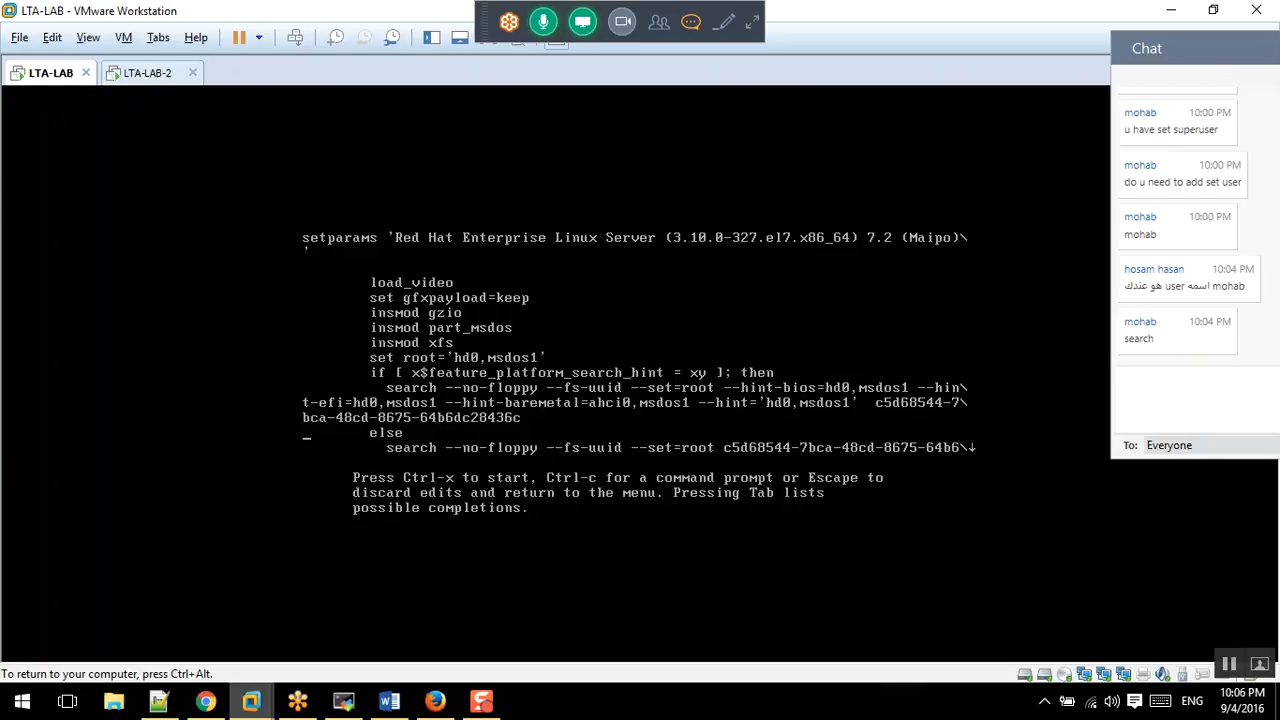 LTA-LAB - VMware Workstation
File Edit View VM Tabs Help
LTA-LAB
LTA-LAB-2
Chat
mohab 10:00 PM
u have set superuser
mohab 10:00 PM
do u need to add set user
mohab 10:00 PM
mohab
hosam hasan 10:04 PM
هو عندك user اسمه mohab
mohab 10:04 PM
search
To: Everyone
setparams 'Red Hat Enterprise Linux Server (3.10.0-327.el7.x86_64) 7.2 (Maipo)\
'
load_video
set gfxpayload=keep
insmod gzio
insmod part_msdos
insmod xfs
set root='hd0,msdos1'
if [ x$feature_platform_search_hint = xy ]; then
search --no-floppy --fs-uuid --set=root --hint-bios=hd0,msdos1 --hin\
t-efi=hd0,msdos1 --hint-baremetal=ahci0,msdos1 --hint='hd0,msdos1'  c5d68544-7\
bca-48cd-8675-64b6dc28436c
else
search --no-floppy --fs-uuid --set=root c5d68544-7bca-48cd-8675-64b6\↓
Press Ctrl-x to start, Ctrl-c for a command prompt or Escape to
discard edits and return to the menu. Pressing Tab lists
possible completions.
To return to your computer, press Ctrl+Alt.
ENG
10:06 PM
9/4/2016